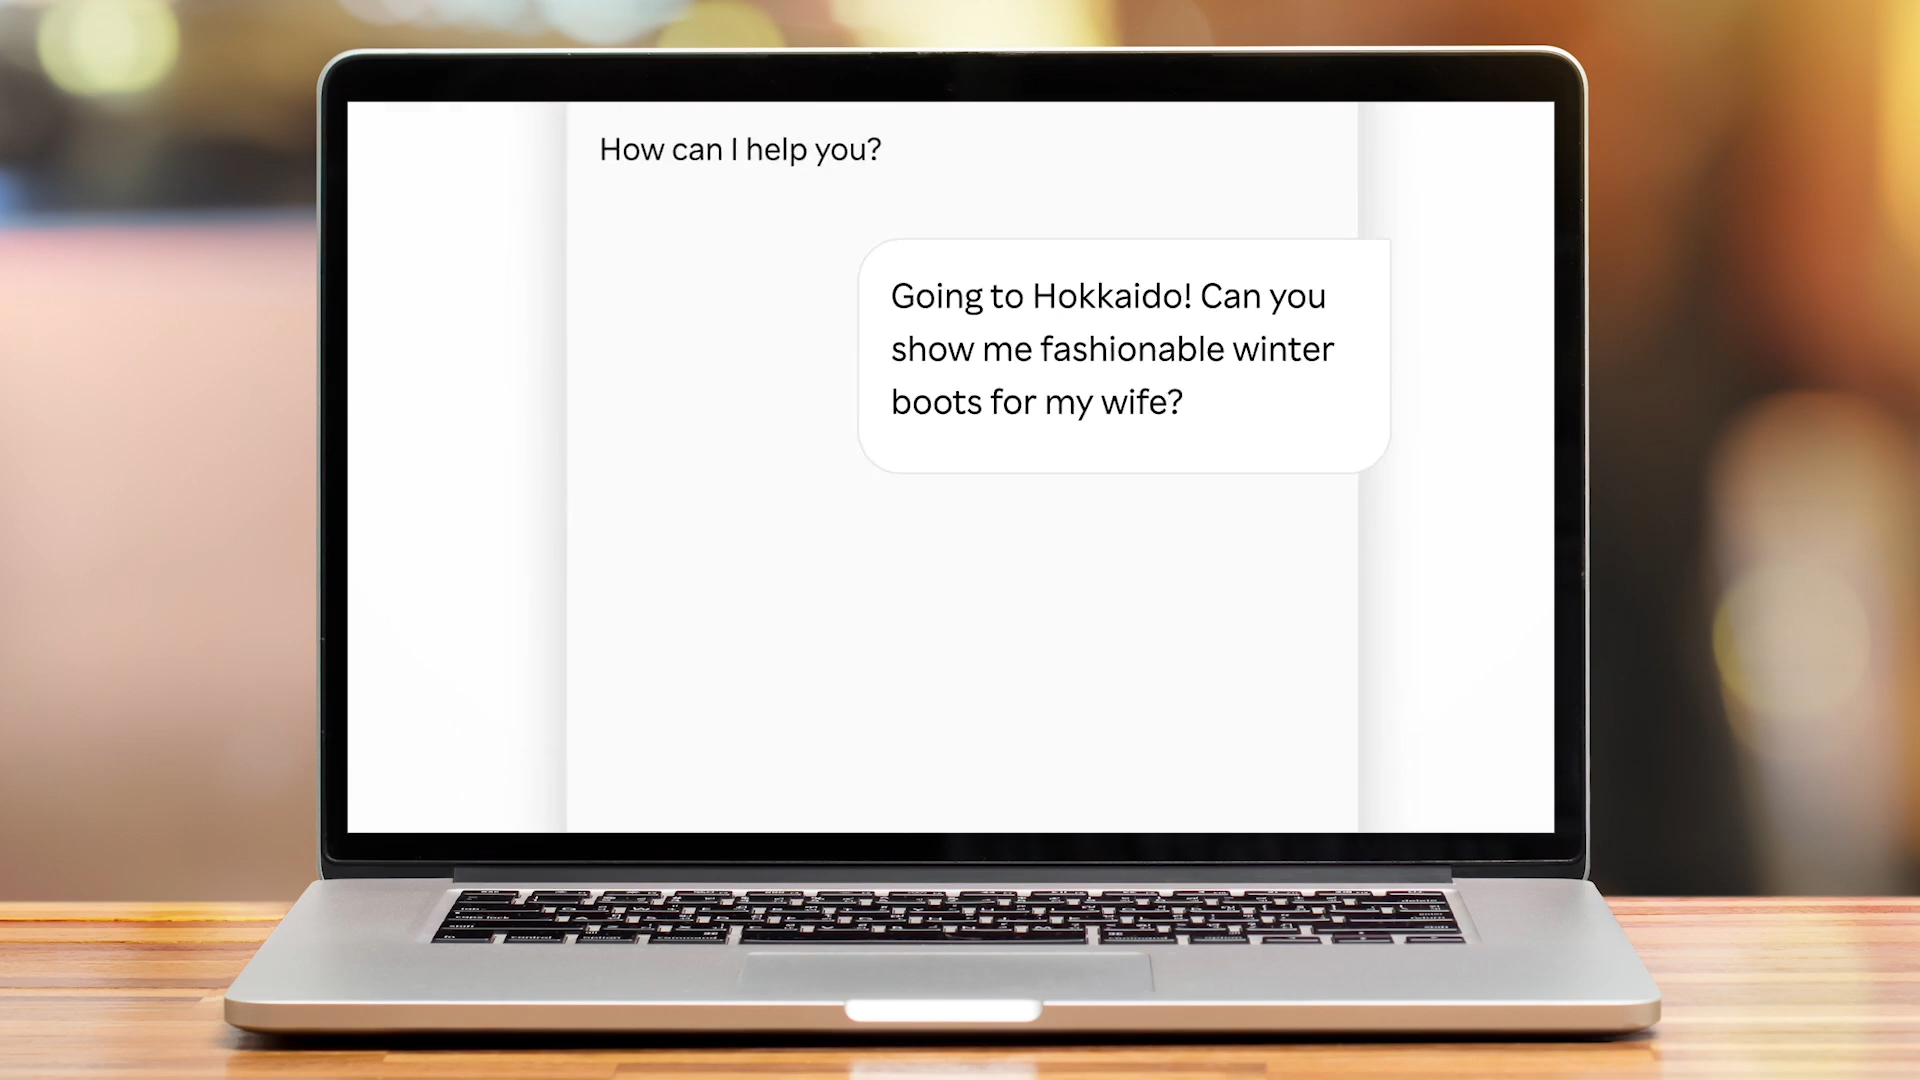 How can I help you?
Going to Hokkaido! Can you
show me fashionable winter
boots for my wife?